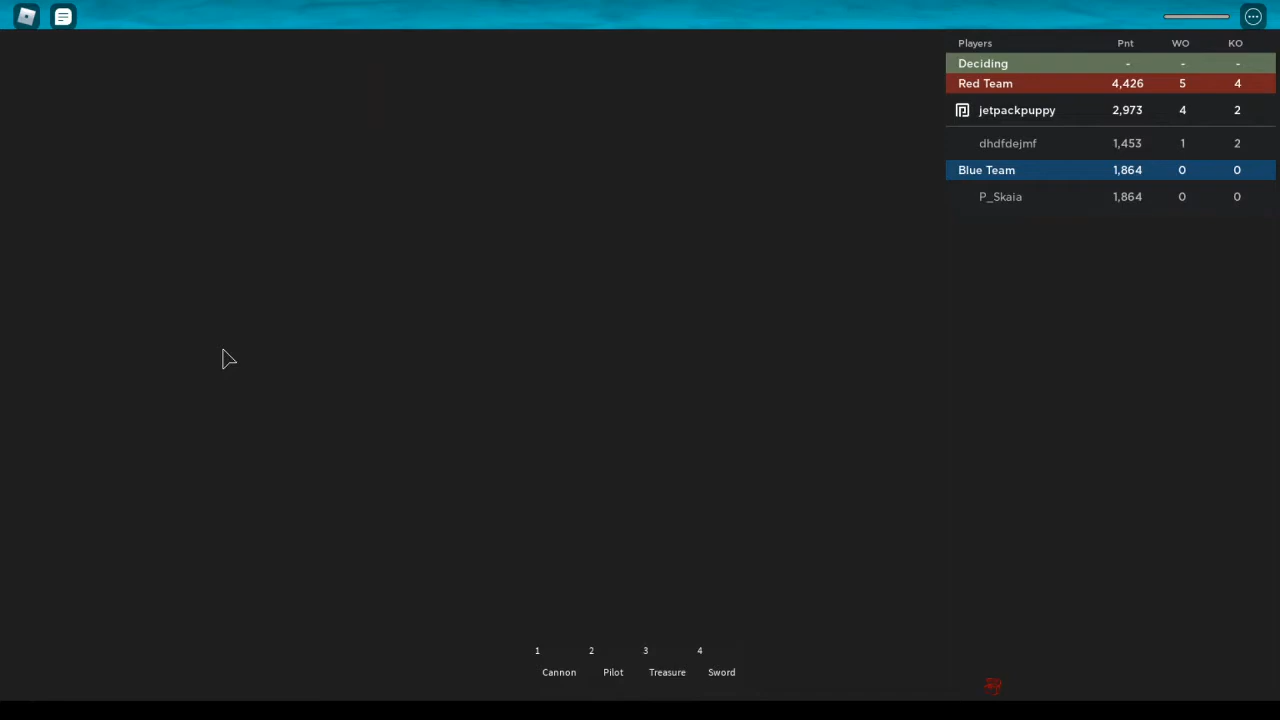 Players Pnt WO KO
Deciding - - -
Red Team 4,426 5 4
jetpackpuppy 2,973 4 2
dhdfdejmf 1,453 1 2
Blue Team 1,864 0 0
P_Skaia 1,864 0 0
1 2 3 4
Cannon Pilot Treasure Sword